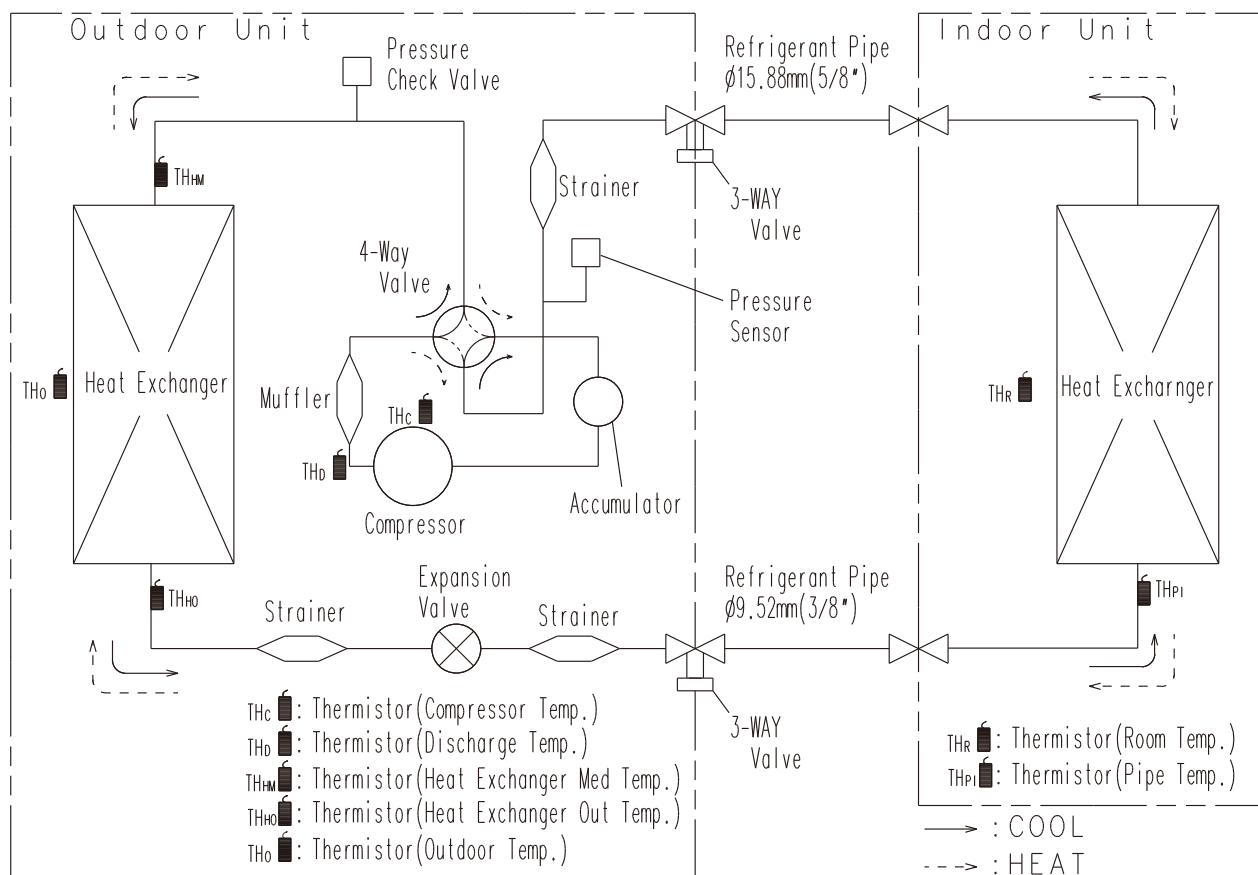 Outdoor Unit
Indoor Unit
Pressure
Check Valve
Refrigerant Pipe
Ø15.88mm(5/8")
THHM
Strainer
3-WAY
Valve
4-Way
Valve
Pressure
Sensor
THO
Heat Exchanger
Muffler
THC
THD
Compressor
Accumulator
THR
Heat Excharnger
THHO
Strainer
Expansion
Valve
Strainer
Refrigerant Pipe
Ø9.52mm(3/8")
THPI
3-WAY
Valve
THC : Thermistor(Compressor Temp.)
THD : Thermistor(Discharge Temp.)
THHM : Thermistor(Heat Exchanger Med Temp.)
THHO : Thermistor(Heat Exchanger Out Temp.)
THO : Thermistor(Outdoor Temp.)
THR : Thermistor(Room Temp.)
THPI : Thermistor(Pipe Temp.)
: COOL
: HEAT